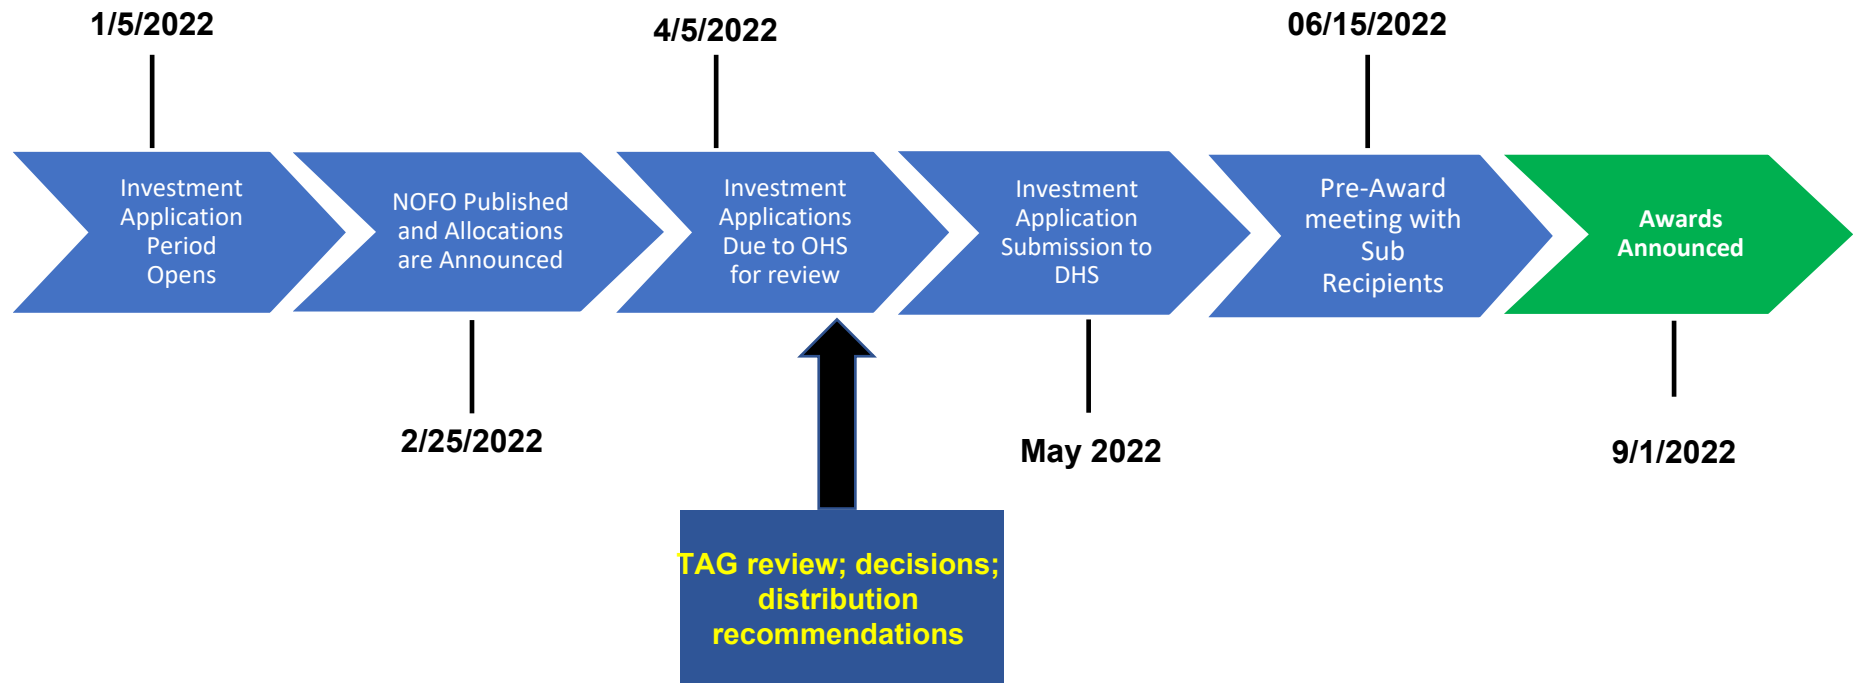 1/5/2022
4/5/2022
06/15/2022
Investment
Application
Period
Opens
NOFO Published
and Allocations
are Announced
Investment
Applications
Due to OHS
for review
Investment
Application
Submission to
DHS
Pre-Award
meeting with
Sub
Recipients
Awards
Announced
2/25/2022
May 2022
9/1/2022
TAG review; decisions;
distribution
recommendations